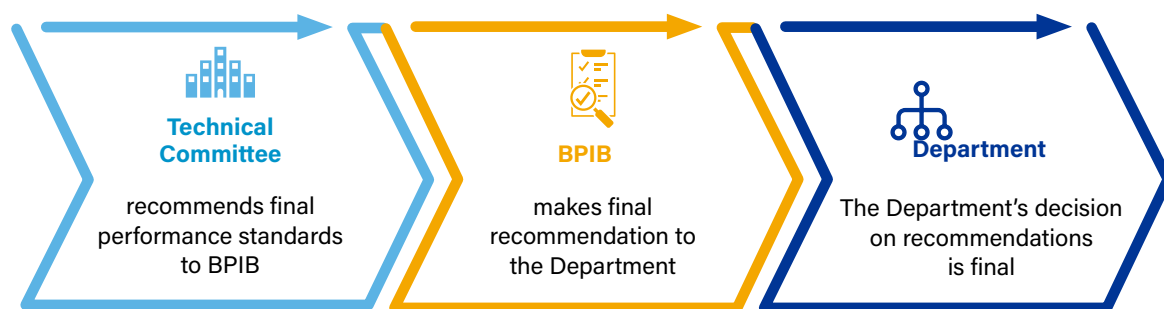 Technical
Committee
recommends final
performance standards
to BPIB
BPIB
makes final
recommendation to
the Department
Department
The Department’s decision
on recommendations
is final